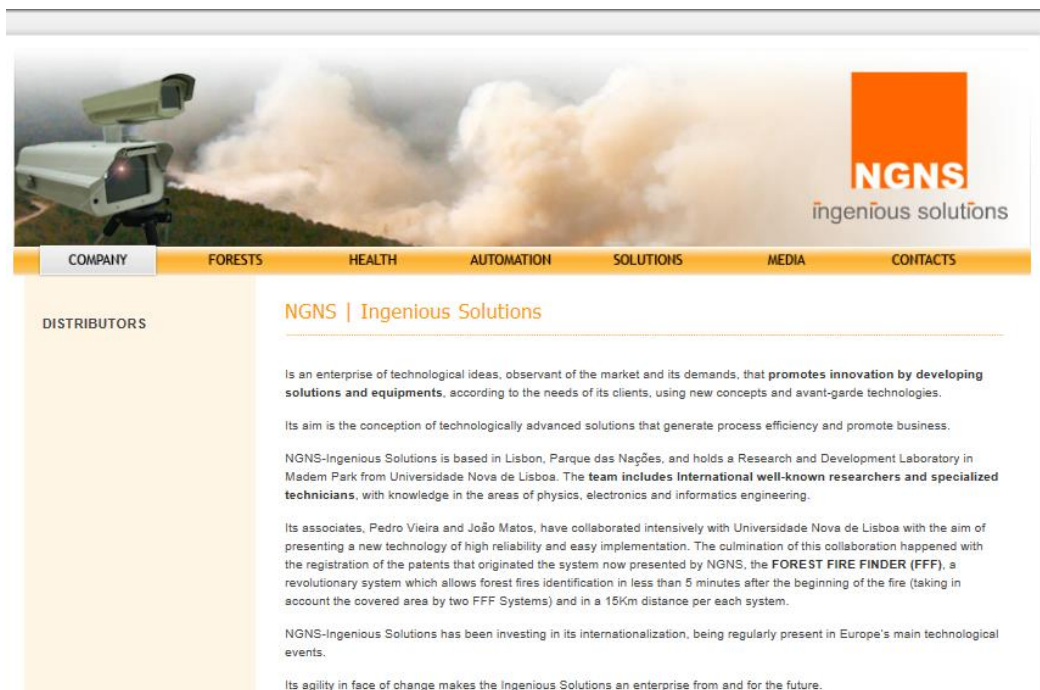 NGNS
ingenious solutions
COMPANY FORESTS HEALTH AUTOMATION SOLUTIONS MEDIA CONTACTS
DISTRIBUTORS
NGNS | Ingenious Solutions
Is an enterprise of technological ideas, observant of the market and its demands, that promotes innovation by developing
solutions and equipments, according to the needs of its clients, using new concepts and avant-garde technologies.
Its aim is the conception of technologically advanced solutions that generate process efficiency and promote business.
NGNS-Ingenious Solutions is based in Lisbon, Parque das Nações, and holds a Research and Development Laboratory in
Madem Park from Universidade Nova de Lisboa. The team includes International well-known researchers and specialized
technicians, with knowledge in the areas of physics, electronics and informatics engineering.
Its associates, Pedro Vieira and João Matos, have collaborated intensively with Universidade Nova de Lisboa with the aim of
presenting a new technology of high reliability and easy implementation. The culmination of this collaboration happened with
the registration of the patents that originated the system now presented by NGNS, the FOREST FIRE FINDER (FFF), a
revolutionary system which allows forest fires identification in less than 5 minutes after the beginning of the fire (taking in
account the covered area by two FFF Systems) and in a 15Km distance per each system.
NGNS-Ingenious Solutions has been investing in its internationalization, being regularly present in Europe's main technological
events.
Its agility in face of change makes the Ingenious Solutions an enterprise from and for the future.